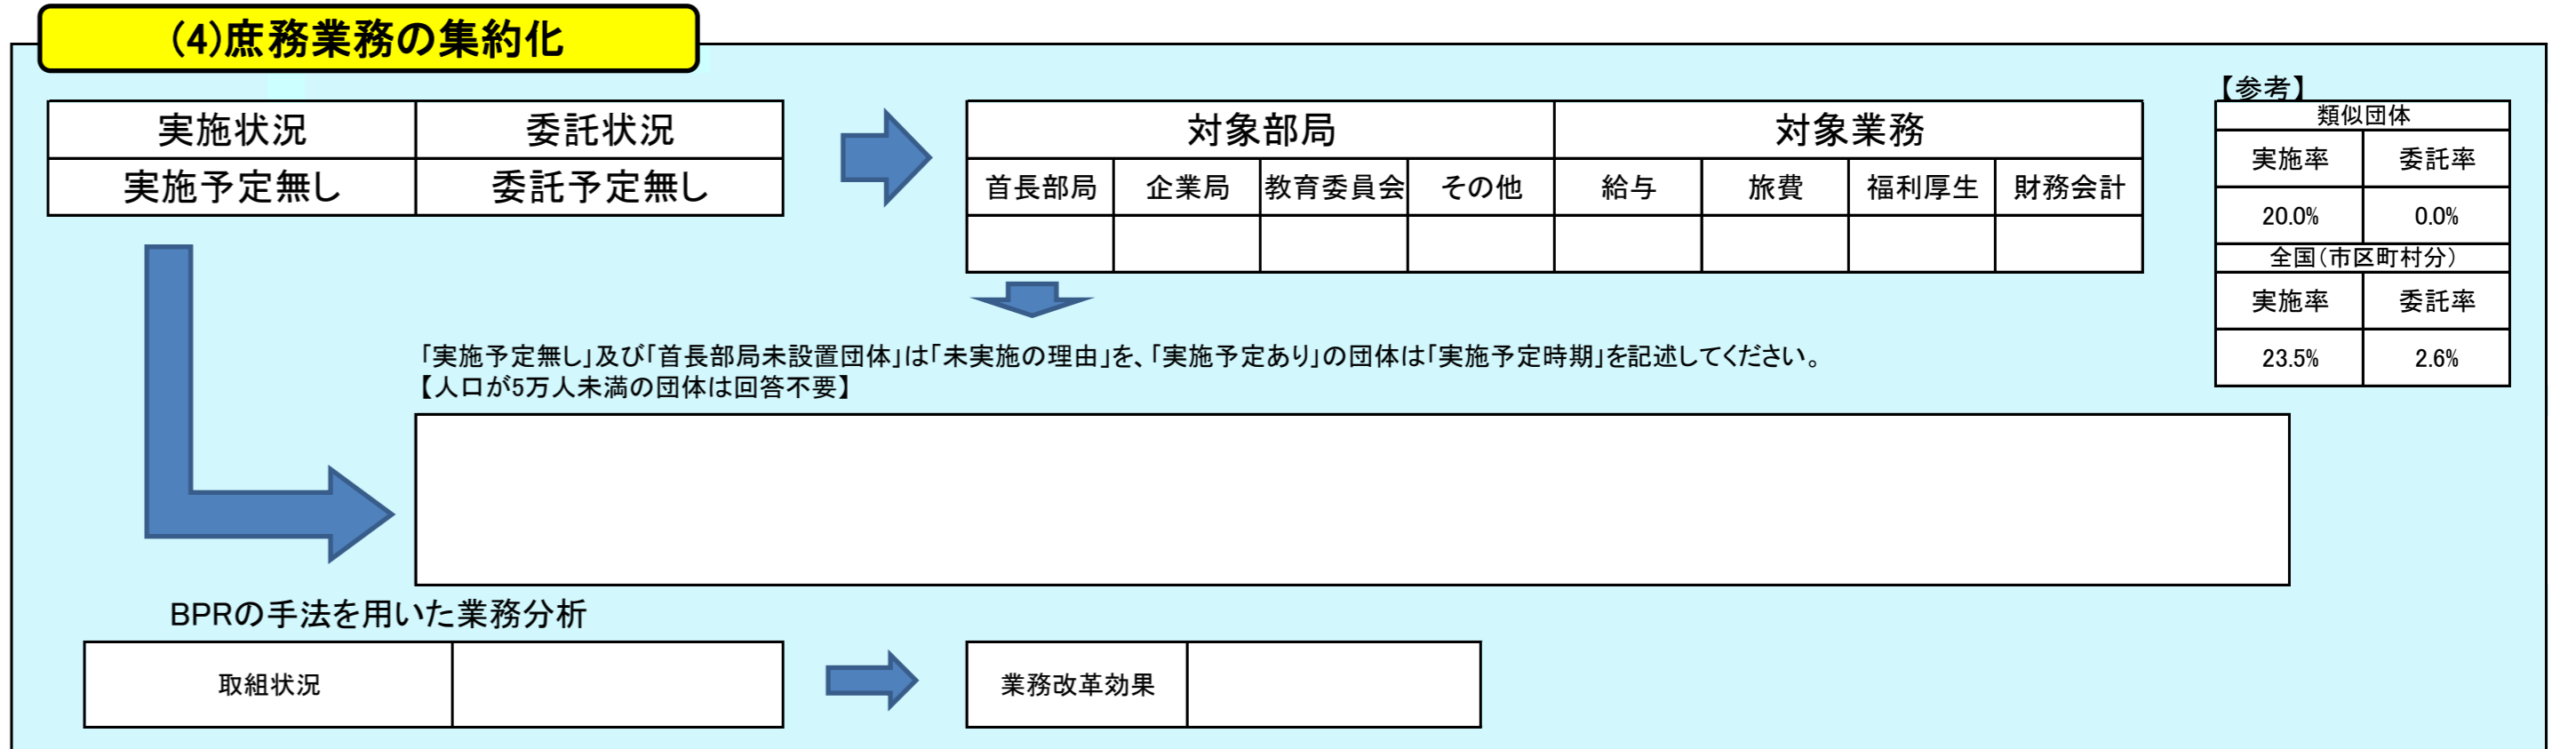 (4)庶務業務の集約化
実施状況 委託状況
実施予定無し 委託予定無し
対象部局 対象業務
首長部局 企業局 教育委員会 その他 給与 旅費 福利厚生 財務会計
【参考】
類似団体
実施率 委託率
20.0% 0.0%
全国(市区町村分)
実施率 委託率
23.5% 2.6%
「実施予定無し」及び「首長部局未設置団体」は「未実施の理由」を、「実施予定あり」の団体は「実施予定時期」を記述してください。
【人口が5万人未満の団体は回答不要】
BPRの手法を用いた業務分析
取組状況
業務改革効果